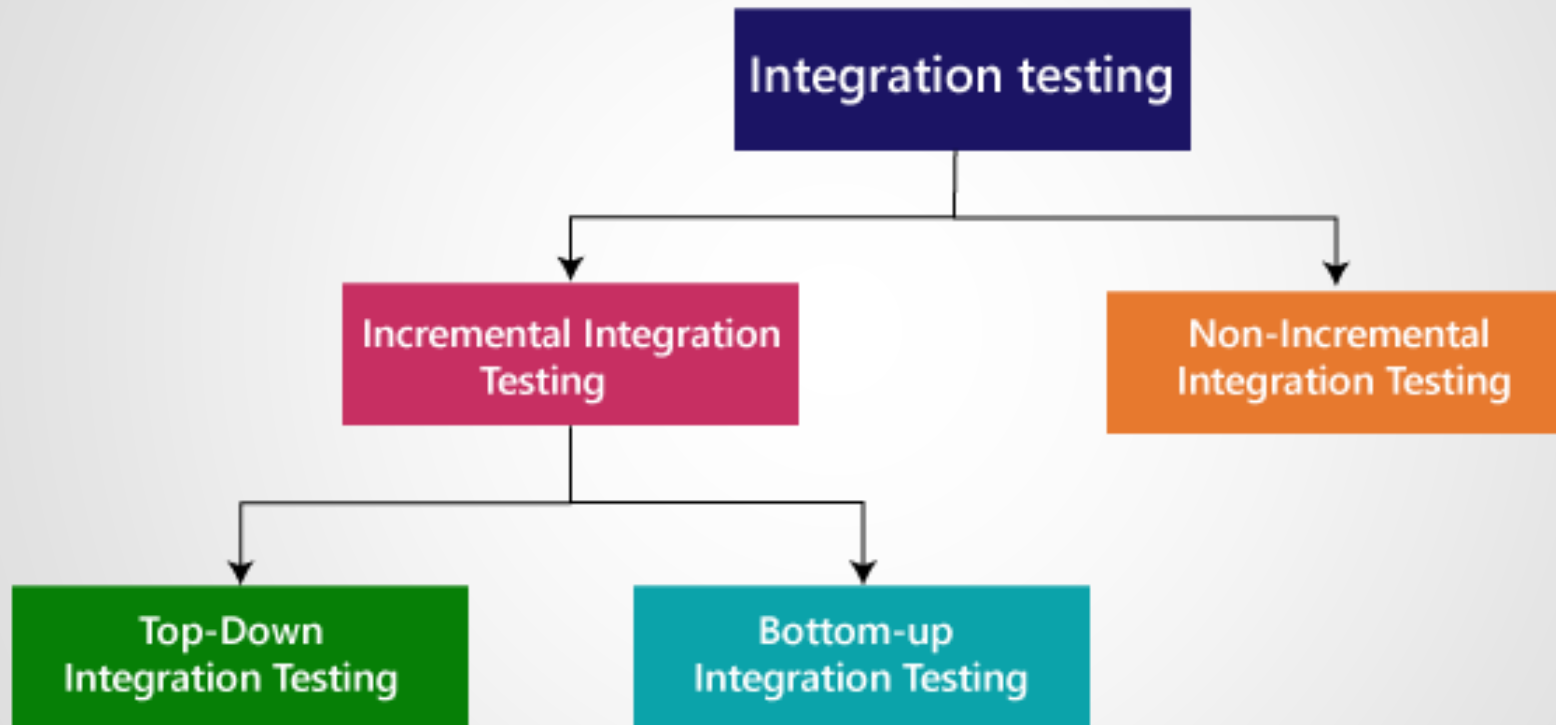 Integration testing
Incremental Integration
Testing
Non-Incremental
Integration Testing
Top-Down
Integration Testing
Bottom-up
Integration Testing